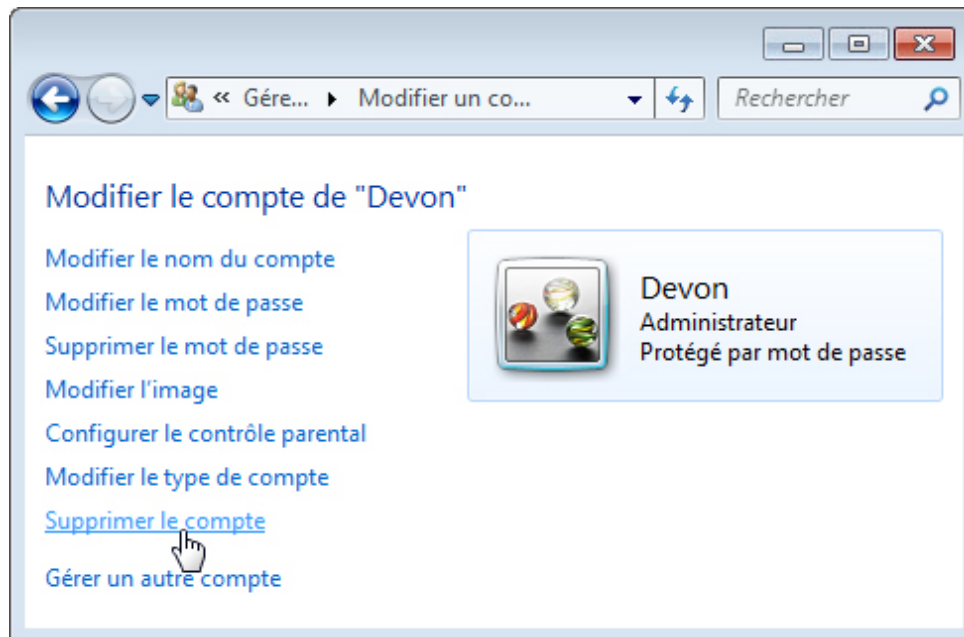 « Gére... Modifier un co... Rechercher
Modifier le compte de "Devon"
Modifier le nom du compte
Modifier le mot de passe
Supprimer le mot de passe
Modifier l'image
Configurer le contrôle parental
Modifier le type de compte
Supprimer le compte
Gérer un autre compte
Devon
Administrateur
Protégé par mot de passe